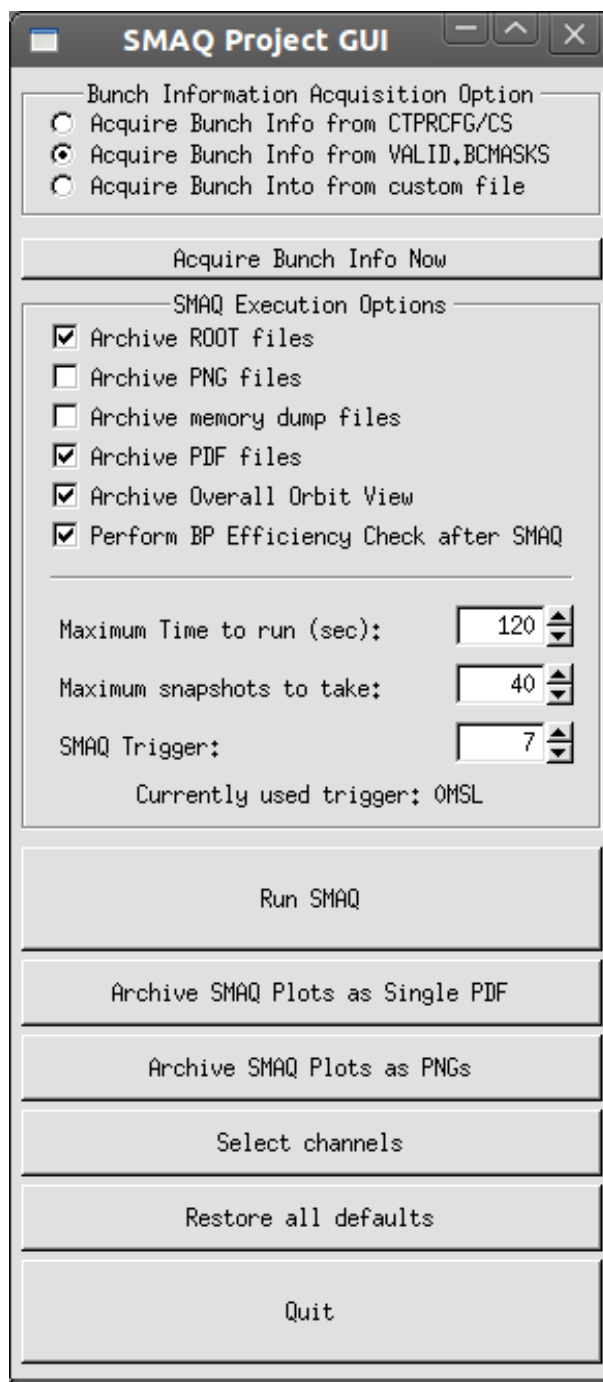 SMAQ Project GUI
Bunch Information Acquisition Option
Acquire Bunch Info from CTPRCFG/CS
Acquire Bunch Info from VALID.BCMASKS
Acquire Bunch Into from custom file
Acquire Bunch Info Now
SMAQ Execution Options
Archive ROOT files
Archive PNG files
Archive memory dump files
Archive PDF files
Archive Overall Orbit View
Perform BP Efficiency Check after SMAQ
Maximum Time to run (sec): 120
Maximum snapshots to take: 40
SMAQ Trigger: 7
Currently used trigger: OMSL
Run SMAQ
Archive SMAQ Plots as Single PDF
Archive SMAQ Plots as PNGs
Select channels
Restore all defaults
Quit